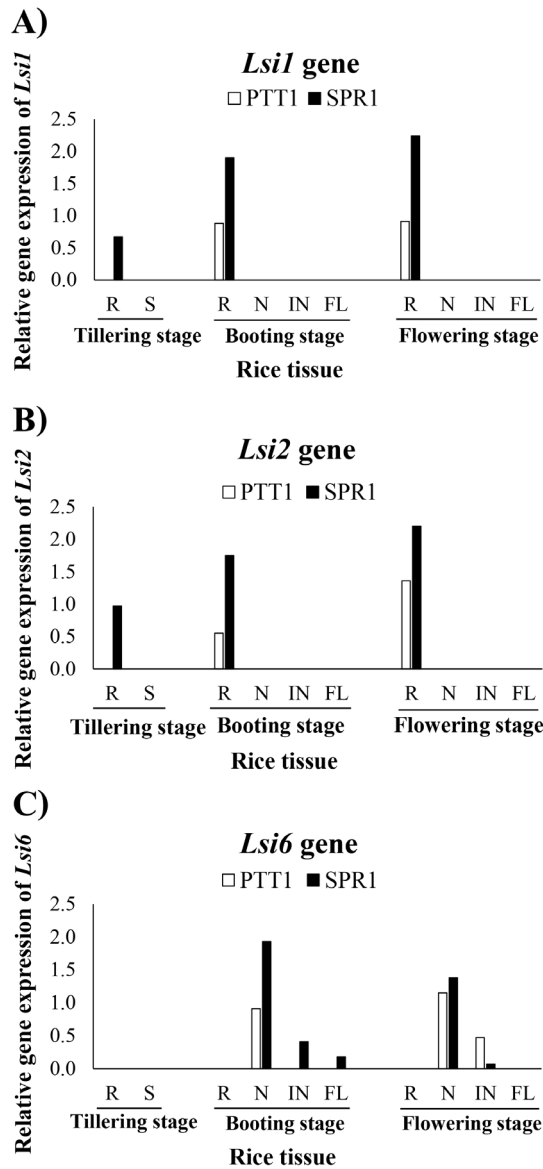 A)
Lsi1 gene
PTT1 SPR1
Relative gene expression of Lsi1
2.5
2.0
1.5
1.0
0.5
0.0
R S R N IN FL R N IN FL
Tillering stage Booting stage Flowering stage
Rice tissue
B)
Lsi2 gene
PTT1 SPR1
Relative gene expression of Lsi2
2.5
2.0
1.5
1.0
0.5
0.0
R S R N IN FL R N IN FL
Tillering stage Booting stage Flowering stage
Rice tissue
C)
Lsi6 gene
PTT1 SPR1
Relative gene expression of Lsi6
2.5
2.0
1.5
1.0
0.5
0.0
R S R N IN FL R N IN FL
Tillering stage Booting stage Flowering stage
Rice tissue